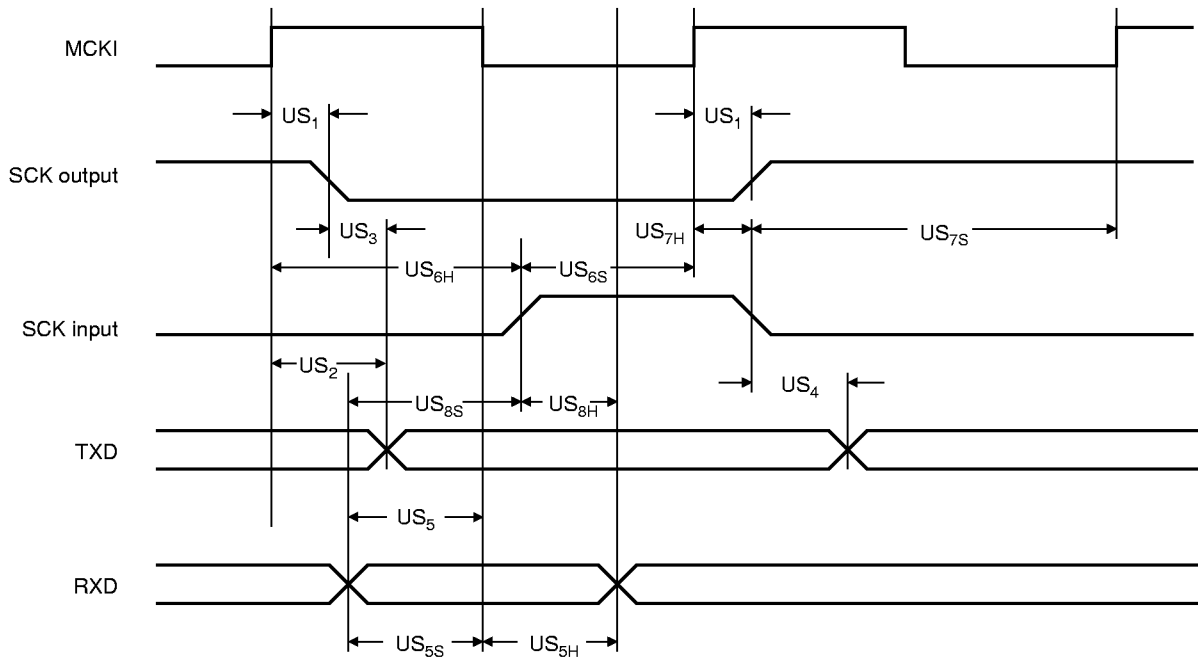 MCKI
US₁ US₁
SCK output
US₃ US₇H US₇S
US₆H US₆S
SCK input
US₂ US₄
US₈S US₈H
TXD
US₅
RXD
US₅S US₅H